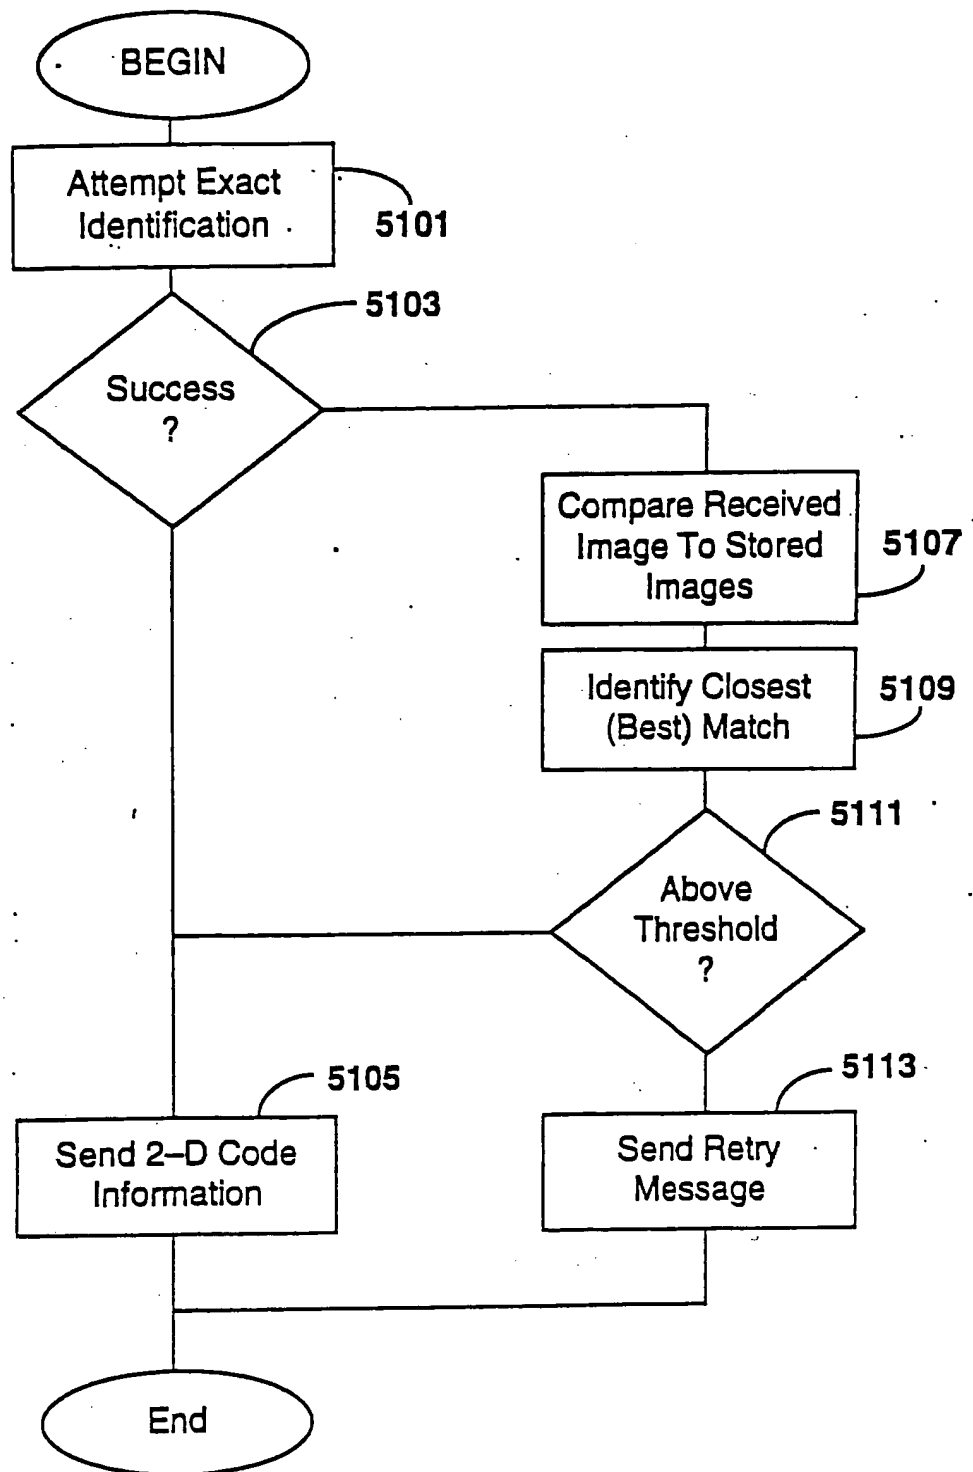 BEGIN
Attempt Exact
Identification
5101
5103
Success
?
Compare Received
Image To Stored
Images
5107
Identify Closest
(Best) Match
5109
5111
Above
Threshold
?
5105
Send 2–D Code
Information
5113
Send Retry
Message
End